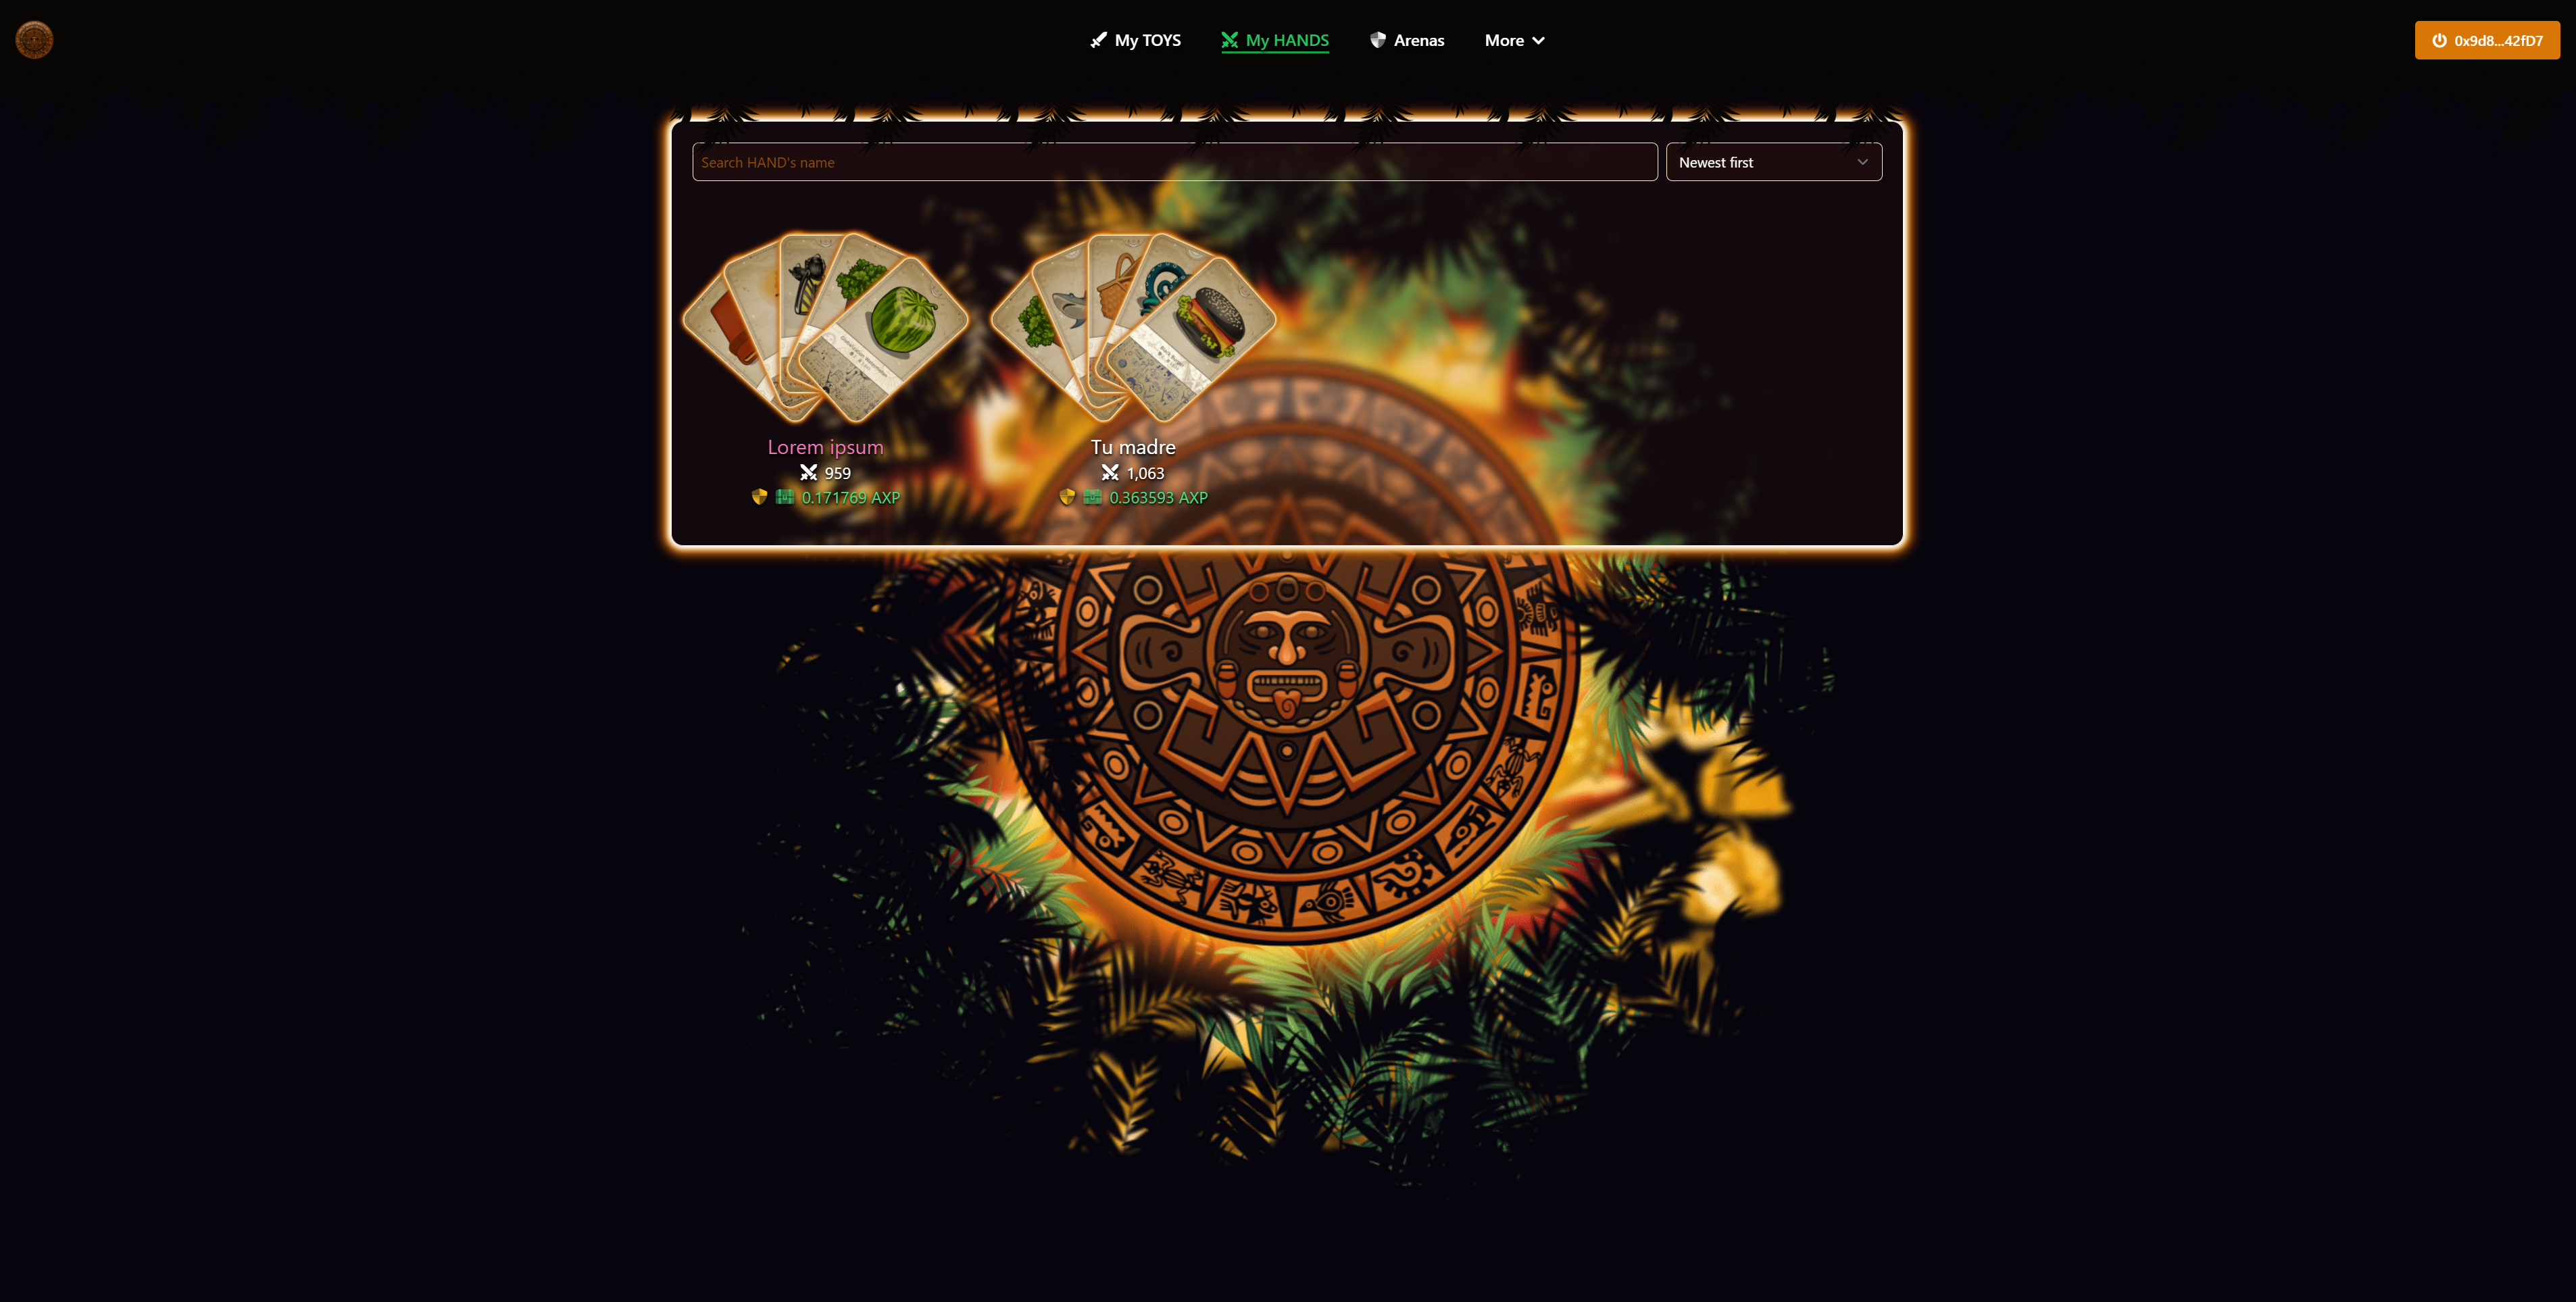 My TOYS
My HANDS
Arenas
More
0x9d8...42fD7
Search HAND's name
Newest first
Lorem ipsum
959
0.171769 AXP
Tu madre
1,063
0.363593 AXP